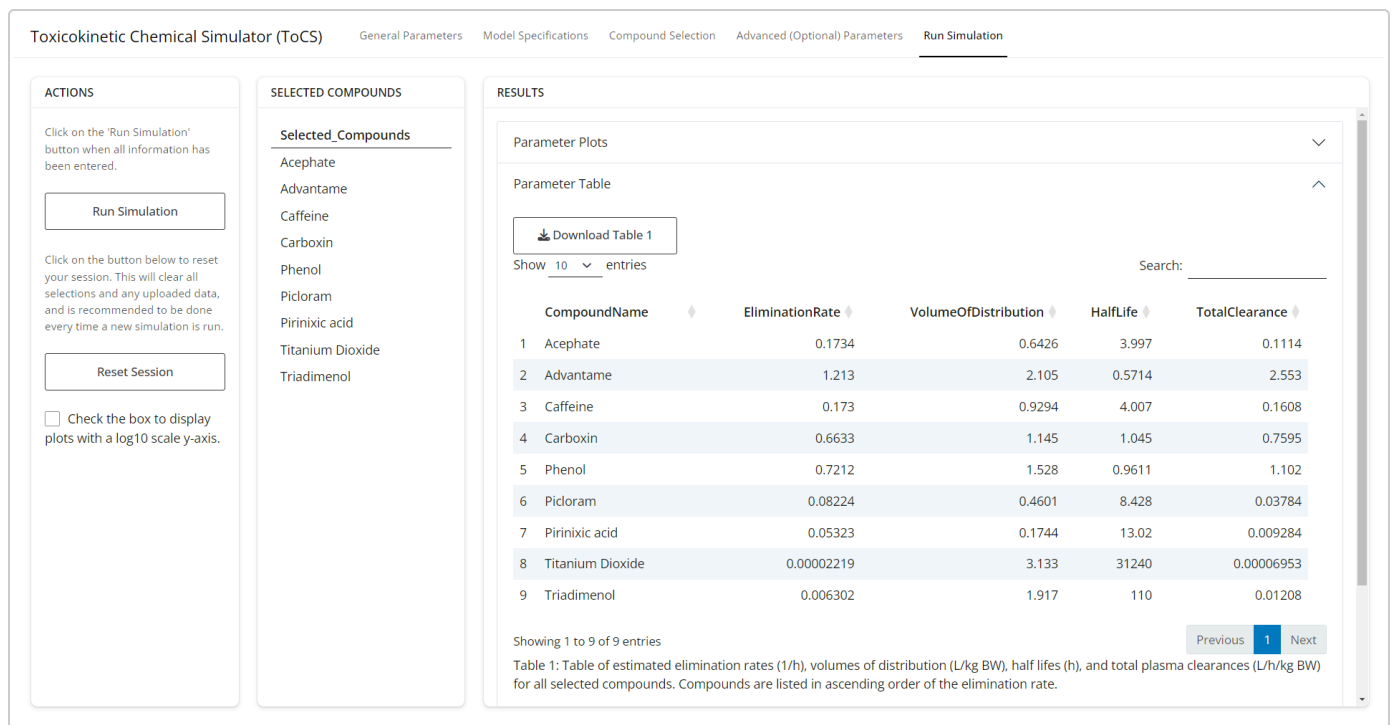 Toxicokinetic Chemical Simulator (ToCS) General Parameters Model Specifications Compound Selection Advanced (Optional) Parameters Run Simulation
ACTIONS
Click on the 'Run Simulation'
button when all information has
been entered.
Run Simulation
Click on the button below to reset
your session. This will clear all
selections and any uploaded data,
and is recommended to be done
every time a new simulation is run.
Reset Session
Check the box to display
plots with a log10 scale y-axis.
SELECTED COMPOUNDS
Selected_Compounds
Acephate
Advantame
Caffeine
Carboxin
Phenol
Picloram
Pirinixic acid
Titanium Dioxide
Triadimenol
RESULTS
Parameter Plots
Parameter Table
Download Table 1
Show 10 entries Search:
CompoundName EliminationRate VolumeOfDistribution HalfLife TotalClearance
1 Acephate 0.1734 0.6426 3.997 0.1114
2 Advantame 1.213 2.105 0.5714 2.553
3 Caffeine 0.173 0.9294 4.007 0.1608
4 Carboxin 0.6633 1.145 1.045 0.7595
5 Phenol 0.7212 1.528 0.9611 1.102
6 Picloram 0.08224 0.4601 8.428 0.03784
7 Pirinixic acid 0.05323 0.1744 13.02 0.009284
8 Titanium Dioxide 0.00002219 3.133 31240 0.00006953
9 Triadimenol 0.006302 1.917 110 0.01208
Showing 1 to 9 of 9 entries Previous 1 Next
Table 1: Table of estimated elimination rates (1/h), volumes of distribution (L/kg BW), half lifes (h), and total plasma clearances (L/h/kg BW)
for all selected compounds. Compounds are listed in ascending order of the elimination rate.